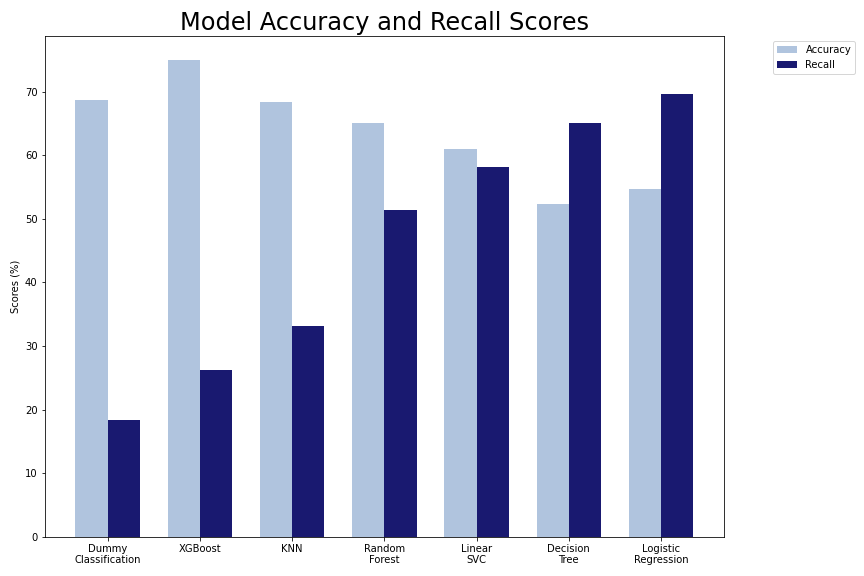 Model Accuracy and Recall Scores
Accuracy
Recall
Scores (%)
70
60
50
40
30
20
10
0
Dummy
Classification
XGBoost
KNN
Random
Forest
Linear
SVC
Decision
Tree
Logistic
Regression